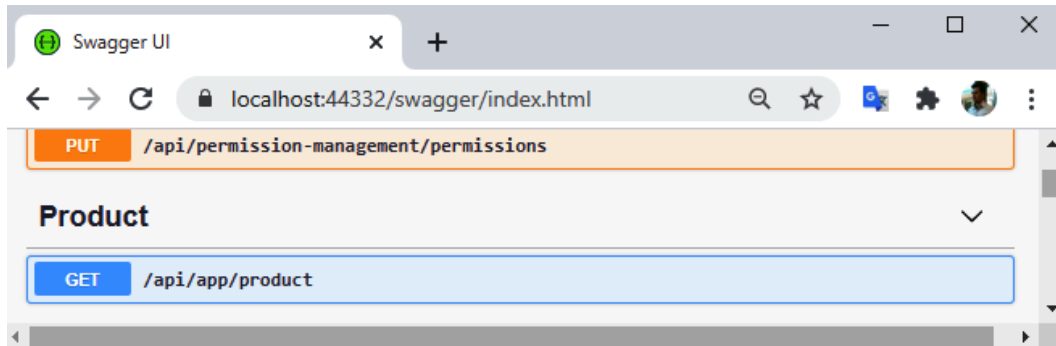 Swagger UI
localhost:44332/swagger/index.html
PUT /api/permission-management/permissions
Product
GET /api/app/product